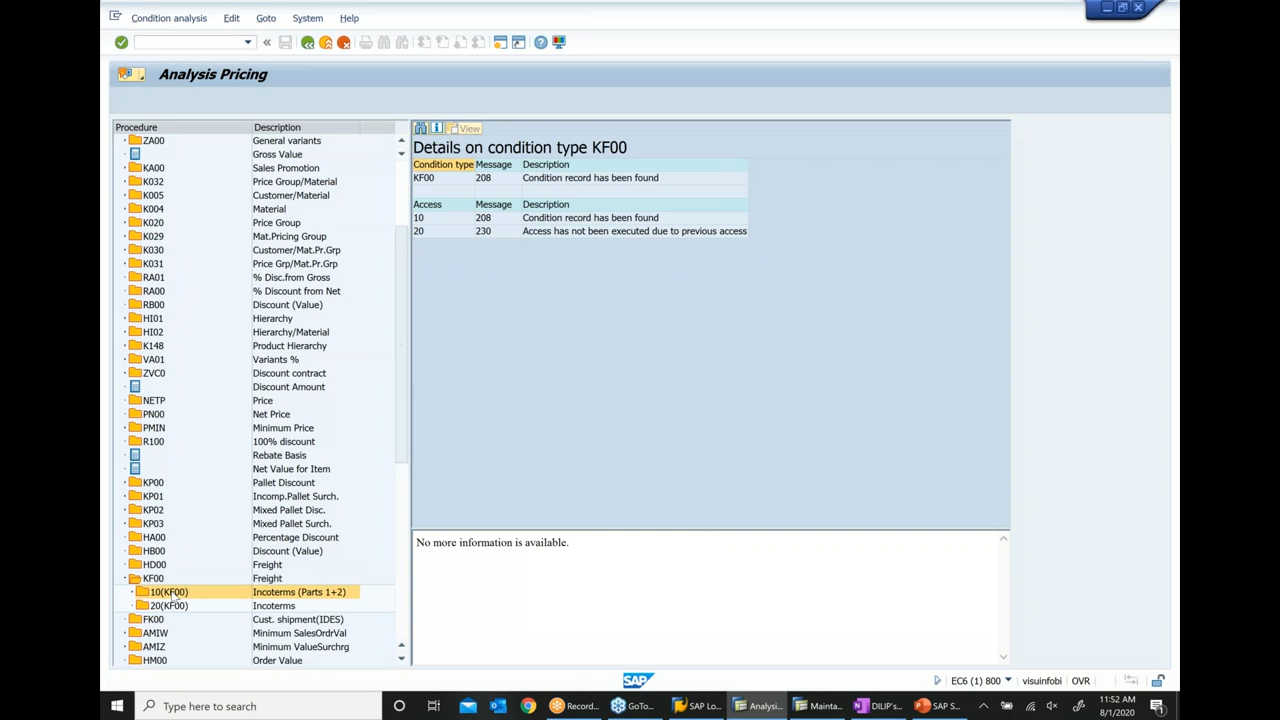 Condition analysis Edit Goto System Help
Analysis Pricing
Procedure Description
ZA00 General variants
Gross Value
KA00 Sales Promotion
K032 Price Group/Material
K005 Customer/Material
K004 Material
K020 Price Group
K029 Mat.Pricing Group
K030 Customer/Mat.Pr.Grp
K031 Price Grp/Mat.Pr.Grp
RA01 % Disc.from Gross
RA00 % Discount from Net
RB00 Discount (Value)
HI01 Hierarchy
HI02 Hierarchy/Material
K148 Product Hierarchy
VA01 Variants %
ZVC0 Discount contract
Discount Amount
NETP Price
PN00 Net Price
PMIN Minimum Price
R100 100% discount
Rebate Basis
Net Value for Item
KP00 Pallet Discount
KP01 Incomp.Pallet Surch.
KP02 Mixed Pallet Disc.
KP03 Mixed Pallet Surch.
HA00 Percentage Discount
HB00 Discount (Value)
HD00 Freight
KF00 Freight
10(KF00) Incoterms (Parts 1+2)
20(KF00) Incoterms
FK00 Cust. shipment(IDES)
AMIW Minimum SalesOrdrVal
AMIZ Minimum ValueSurchrg
HM00 Order Value
View
Details on condition type KF00
Condition type Message Description
KF00 208 Condition record has been found
Access Message Description
10 208 Condition record has been found
20 230 Access has not been executed due to previous access
No more information is available.
SAP
EC6 (1) 800 visuinfobi OVR
Type here to search
Record...
GoTo...
SAP Lo...
Analysi...
Mainta...
DILIP's...
SAP S...
11:52 AM
8/1/2020